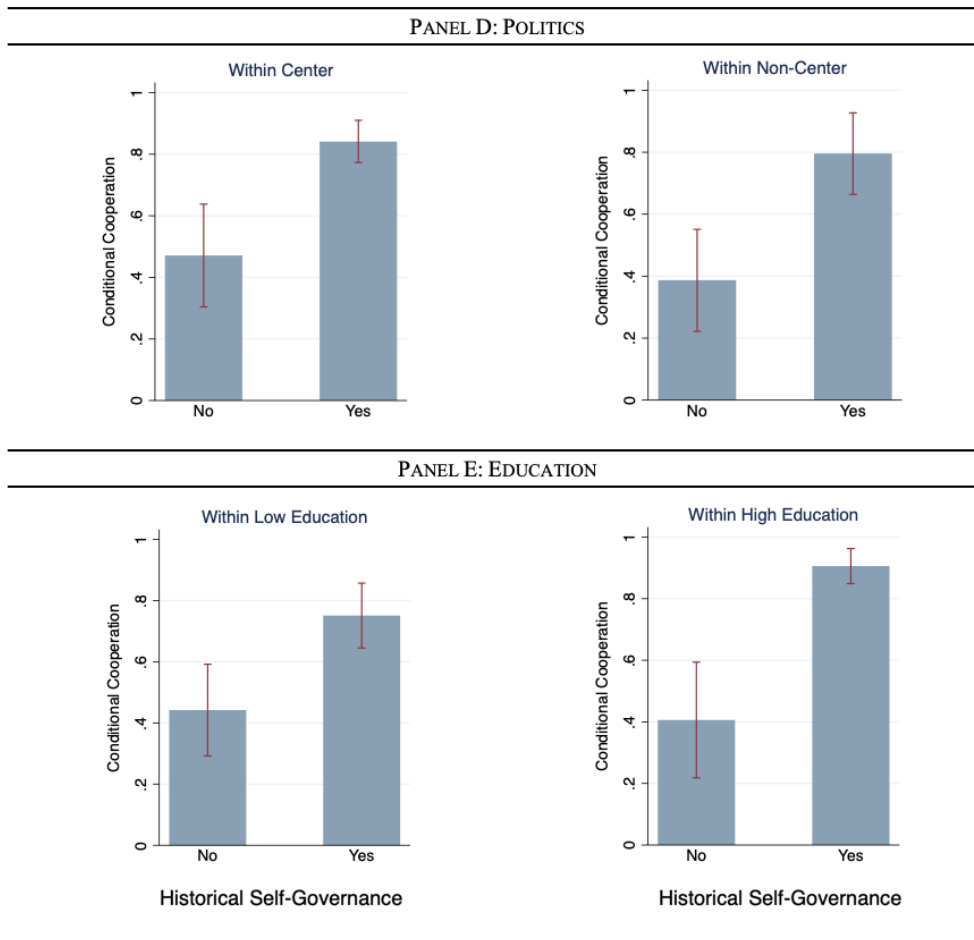 PANEL D: POLITICS
Within Center
Conditional Cooperation
1
.8
.6
.4
.2
0
No Yes
Within Non-Center
Conditional Cooperation
1
.8
.6
.4
.2
0
No Yes
PANEL E: EDUCATION
Within Low Education
Conditional Cooperation
1
.8
.6
.4
.2
0
No Yes
Historical Self-Governance
Within High Education
Conditional Cooperation
1
.8
.6
.4
.2
0
No Yes
Historical Self-Governance